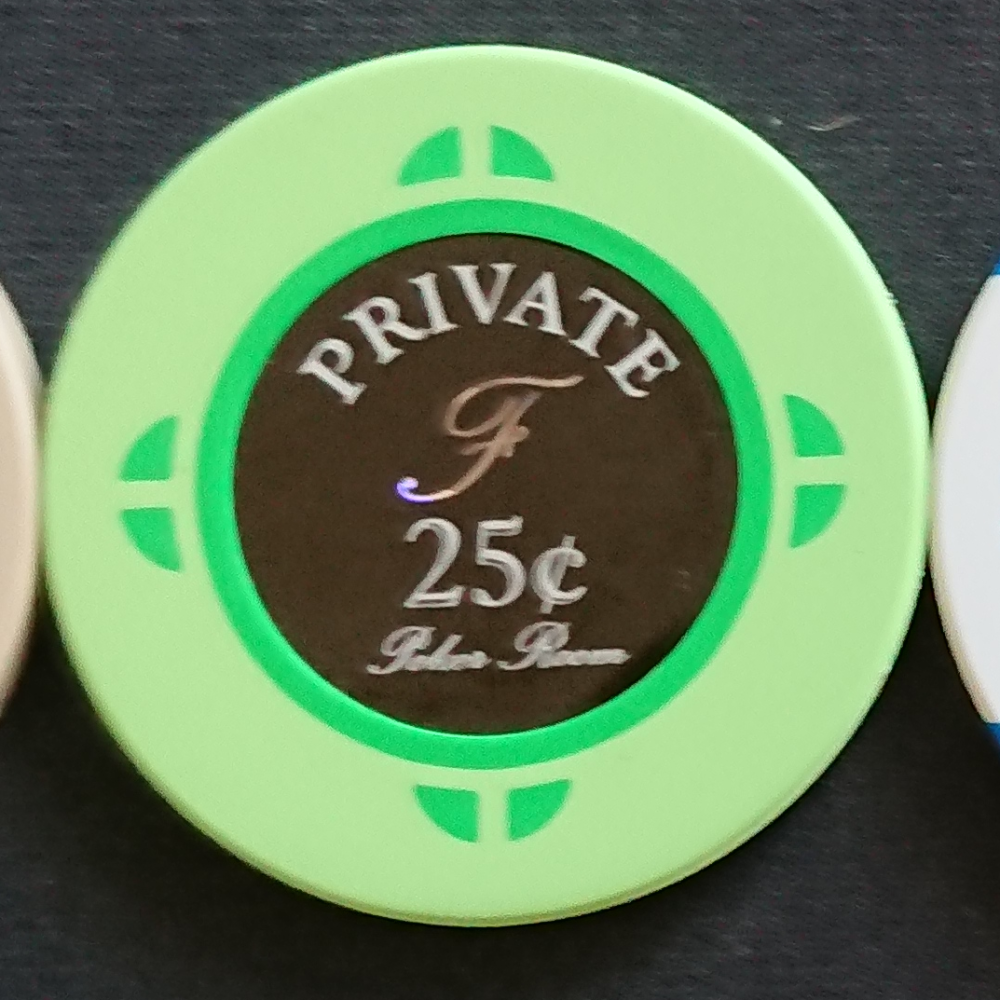 PRIVATE
F
25¢
Poker Room